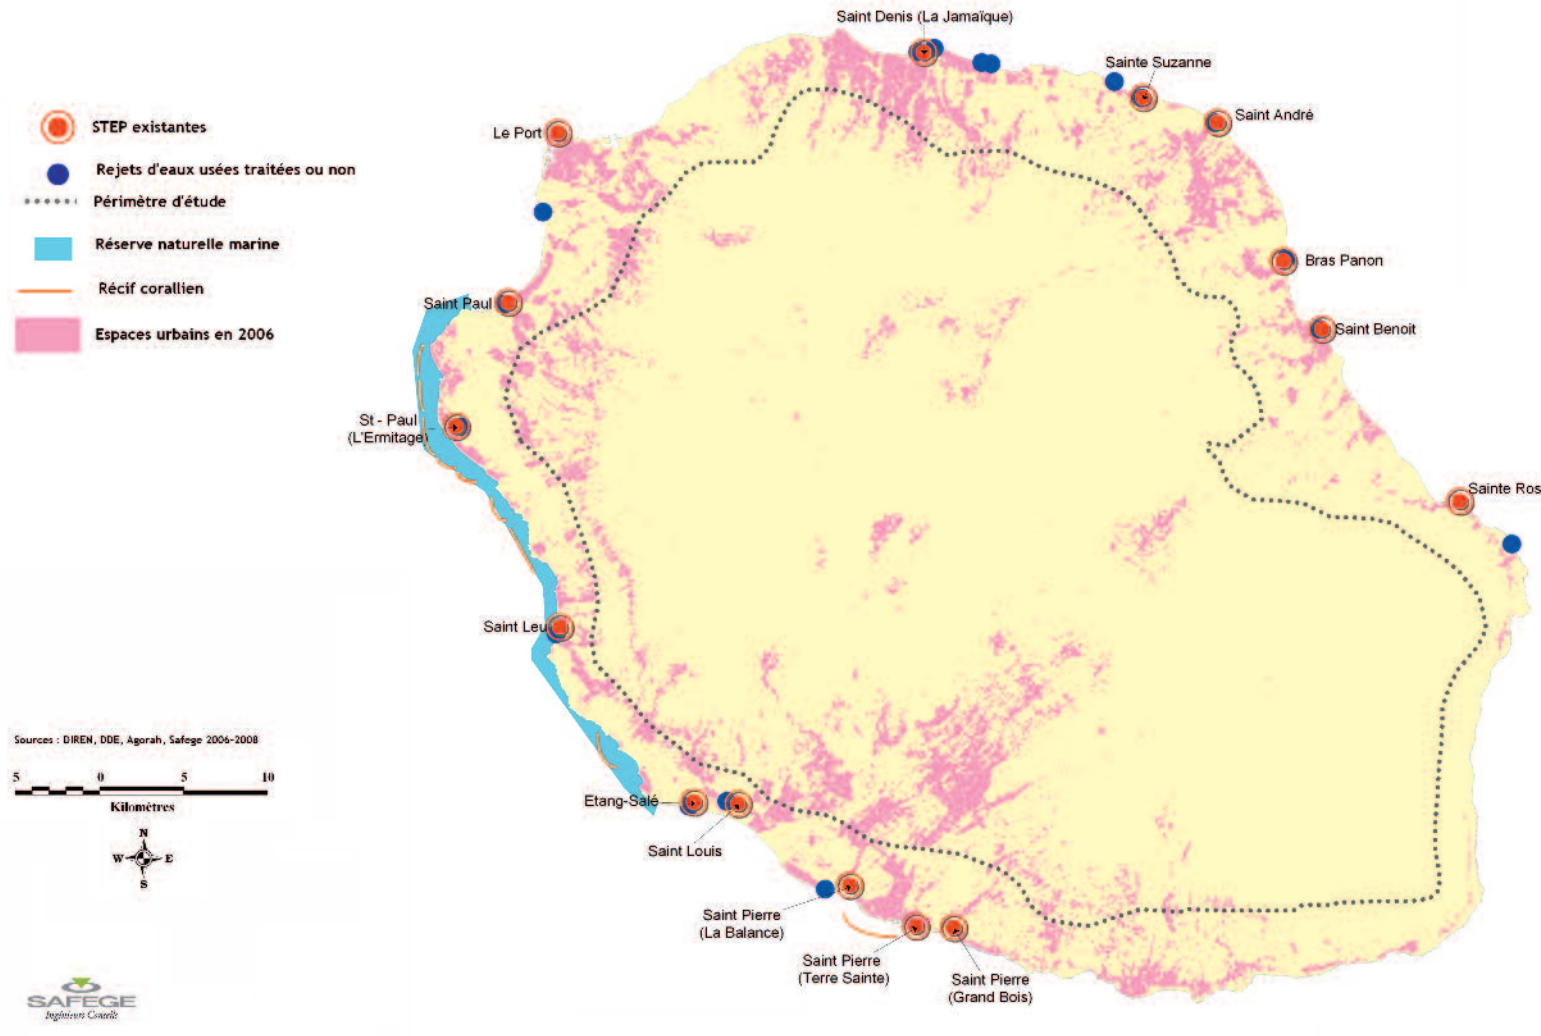 Saint Denis (La Jamaïque)
Sainte Suzanne
Saint André
Le Port
STEP existantes
Rejets d'eaux usées traitées ou non
Périmètre d'étude
Réserve naturelle marine
Récif corallien
Espaces urbains en 2006
Bras Panon
Saint Paul
Saint Benoit
St - Paul
(L'Ermitage)
Sainte Ros
Saint Leu
Sources : DIREN, DDE, Agorah, Safege 2006-2008
5 0 5 10
Kilomètres
N
W E
S
Etang-Salé
Saint Louis
Saint Pierre
(La Balance)
Saint Pierre
(Terre Sainte)
Saint Pierre
(Grand Bois)
SAFEGE
Ingénieurs Conseils